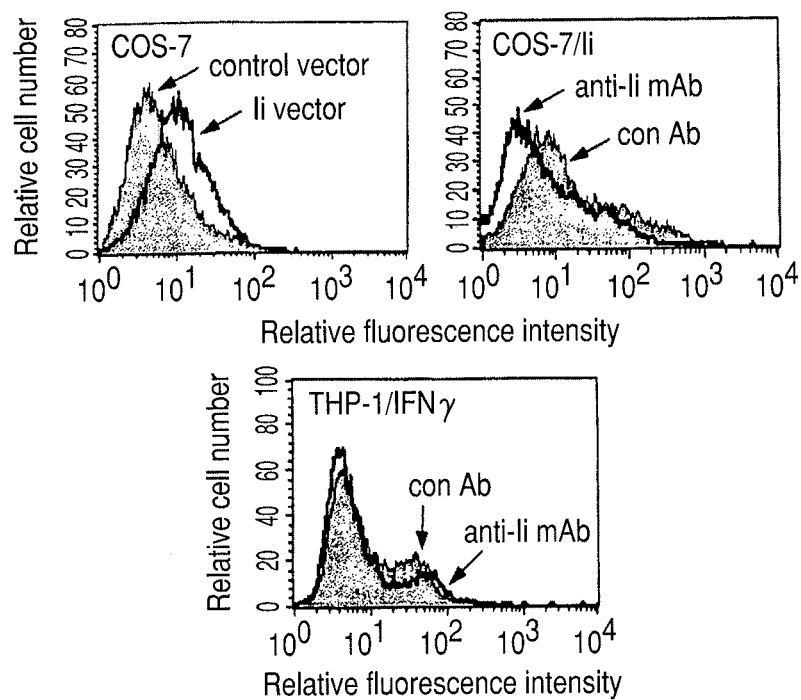 COS-7
control vector
Ii vector
Relative cell number
0 10 20 30 40 50 60 70 80
10^0 10^1 10^2 10^3 10^4
COS-7/Ii
anti-Ii mAb
con Ab
0 10 20 30 40 50 60 70 80
10^0 10^1 10^2 10^3 10^4
Relative fluorescence intensity
THP-1/IFNγ
con Ab
anti-Ii mAb
Relative cell number
0 20 40 60 80 100
10^0 10^1 10^2 10^3 10^4
Relative fluorescence intensity